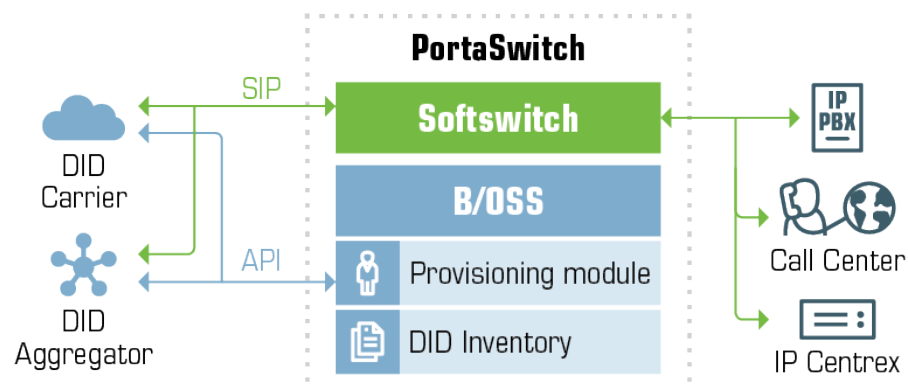 PortaSwitch
SIP
Softswitch
IP
PBX
DID
Carrier
B/OSS
Call Center
API
Provisioning module
DID
Aggregator
DID Inventory
IP Centrex